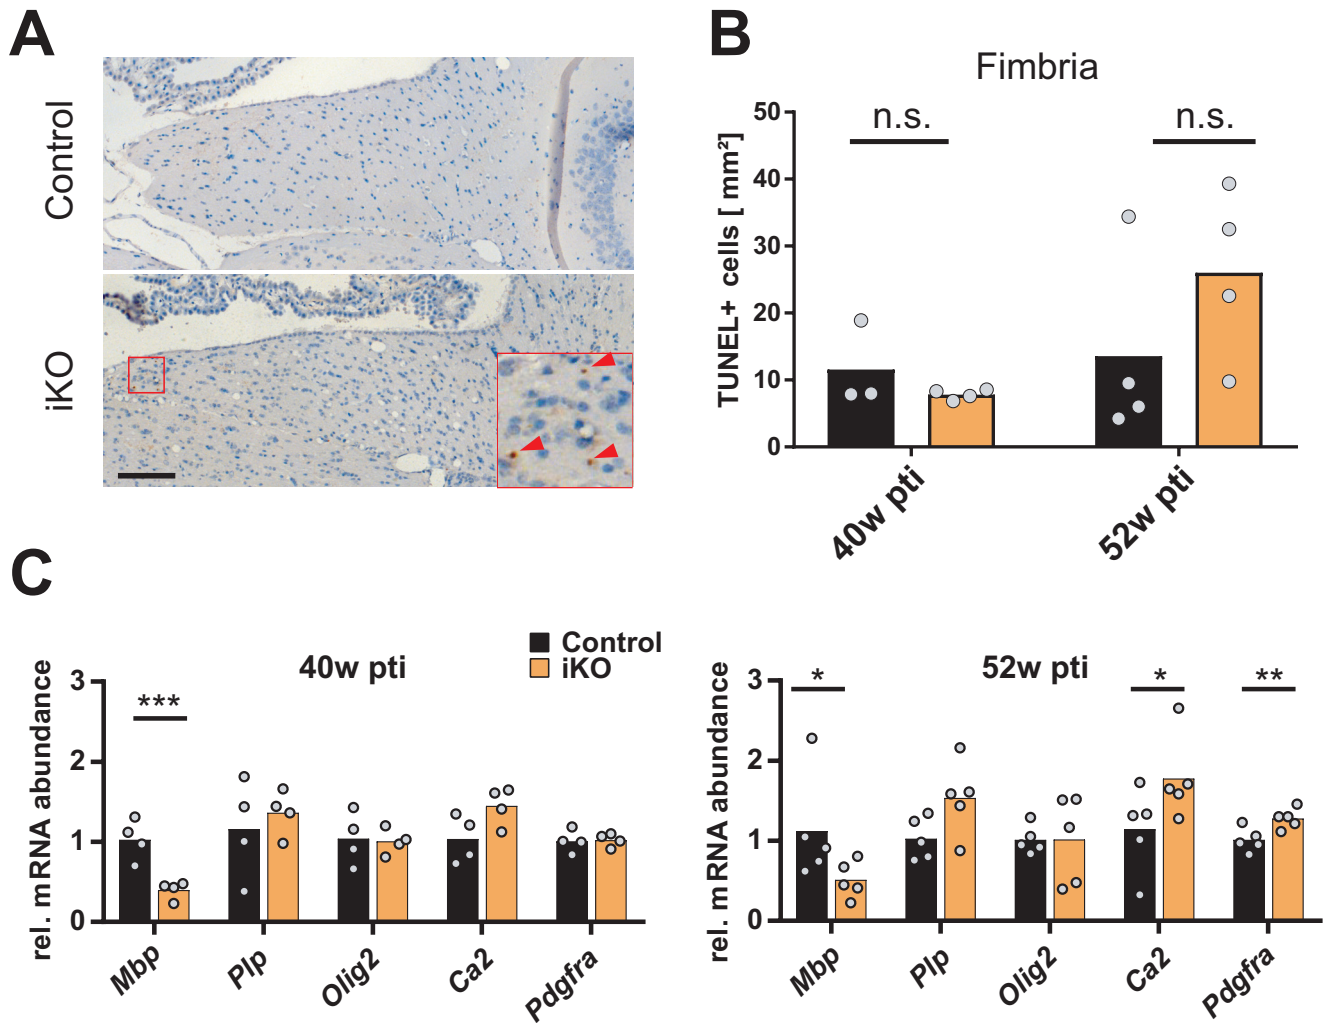 A
Control
iKO
B
Fimbria
TUNEL+ cells [ mm²]
50
40
30
20
10
0
n.s.
n.s.
40w pti
52w pti
C
Control
iKO
40w pti
rel. mRNA abundance
3
2
1
0
***
Mbp
Plp
Olig2
Ca2
Pdgfra
52w pti
rel. mRNA abundance
3
2
1
0
*
*
**
Mbp
Plp
Olig2
Ca2
Pdgfra